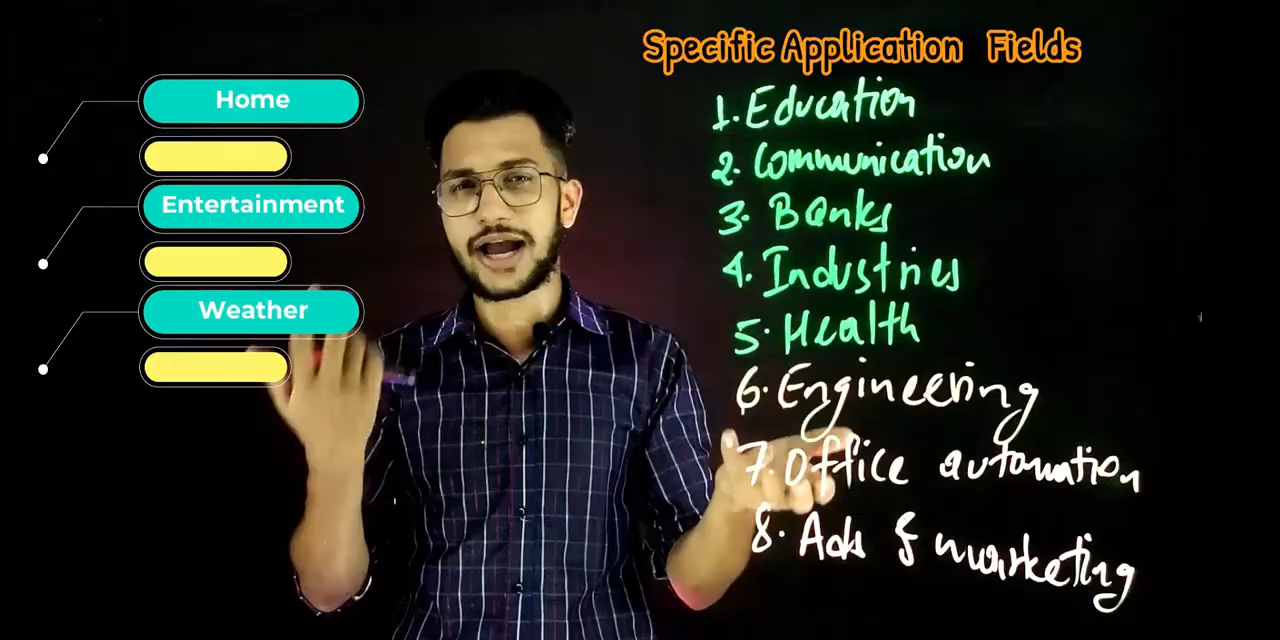 Specific Application Fields
Home
Entertainment
Weather
1. Education
2. Communication
3. Banks
4. Industries
5. Health
6. Engineering
7. Office automation
8. Ads & marketing